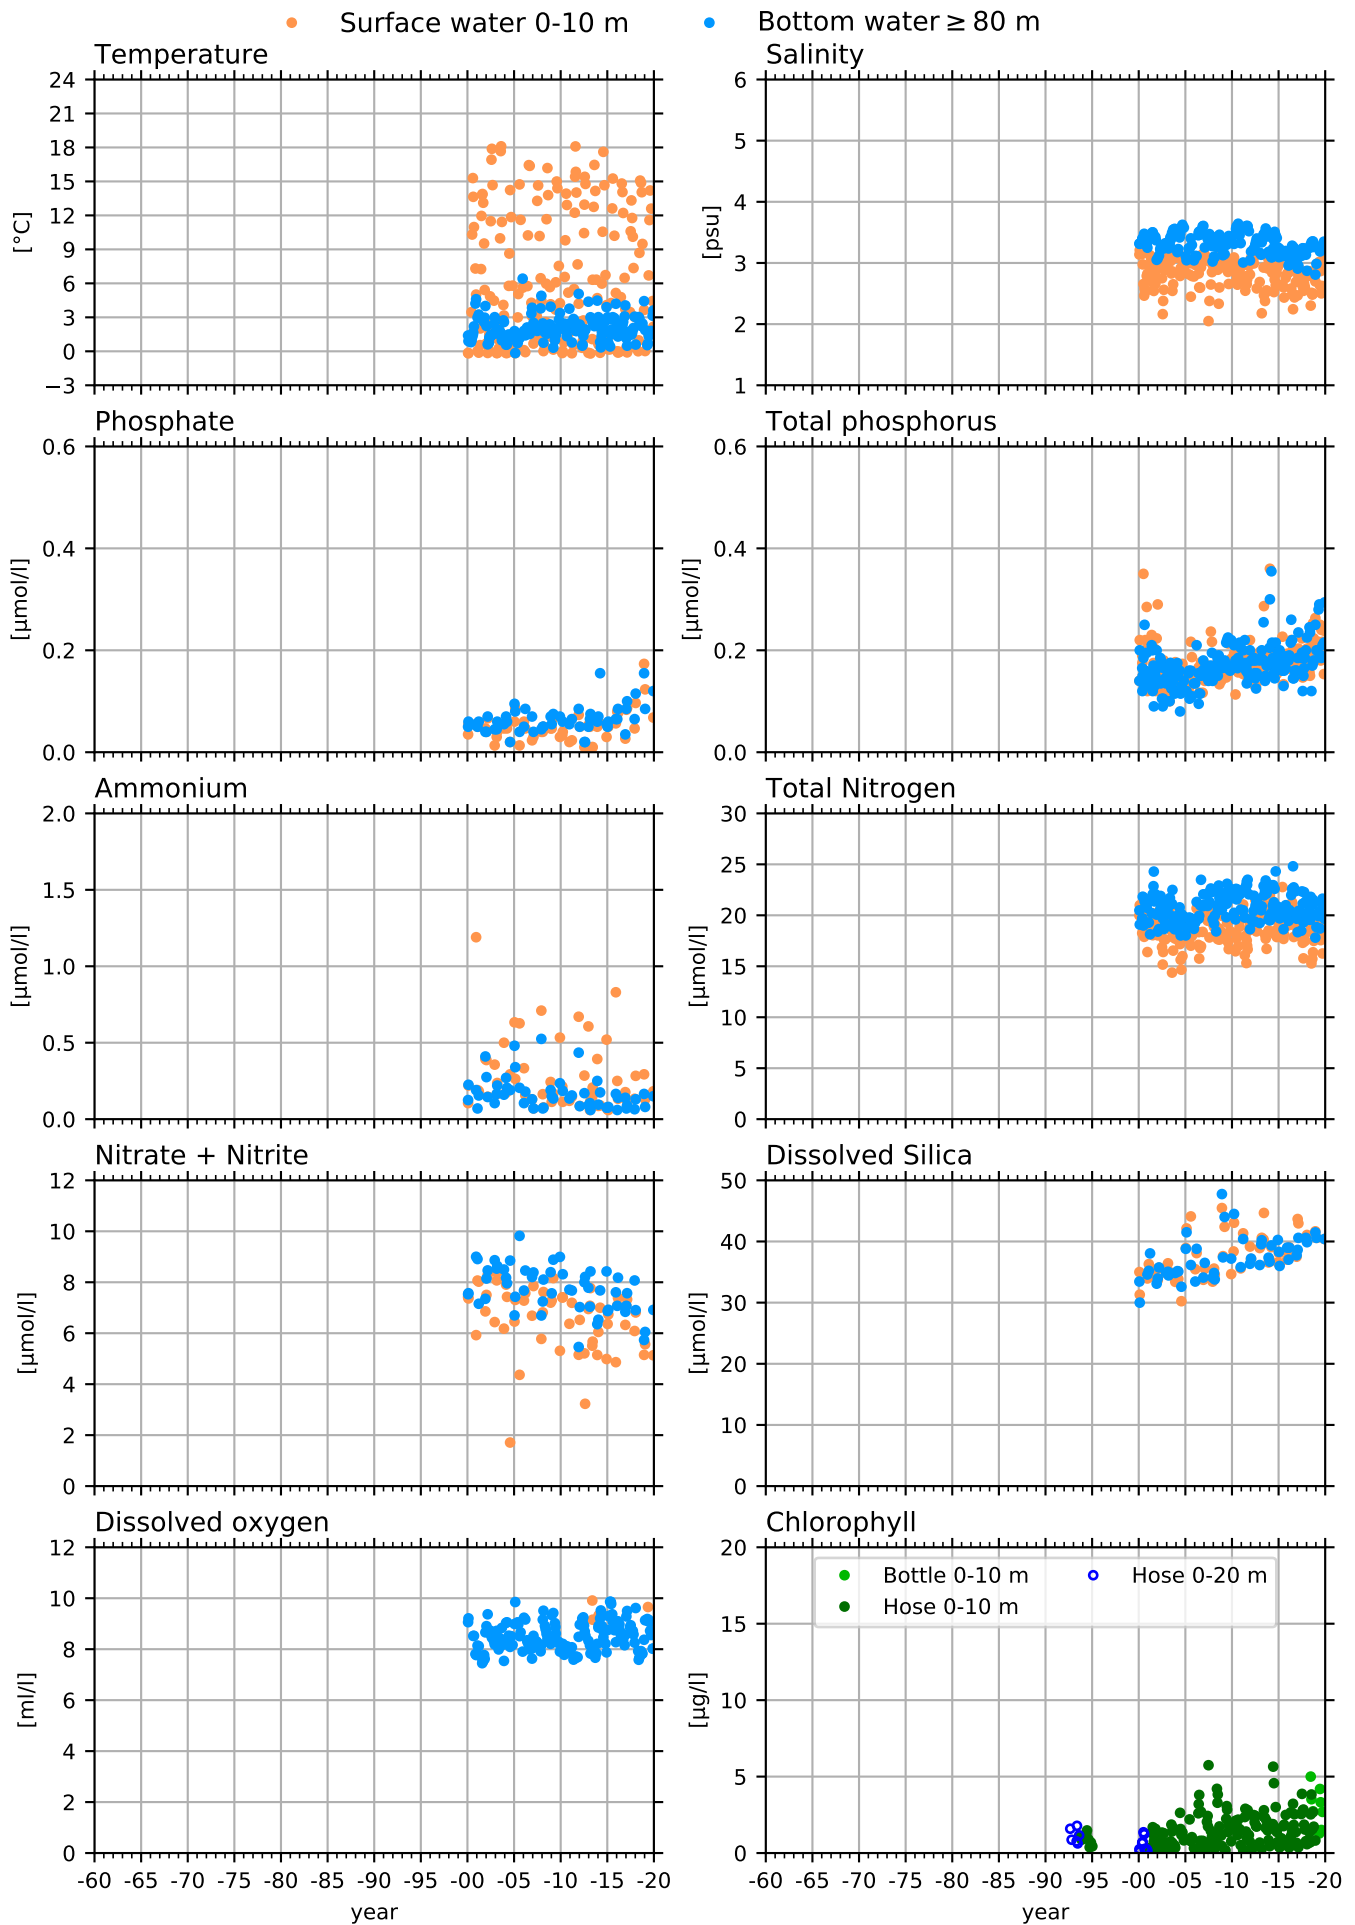 Surface water 0-10 m Bottom water ≥ 80 m
Temperature Salinity
24
21
18
15
12
9
6
3
0
−3
[°C]
6
5
4
3
2
1
[psu]
Phosphate Total phosphorus
0.6
0.4
0.2
0.0
[µmol/l]
0.6
0.4
0.2
0.0
[µmol/l]
Ammonium Total Nitrogen
2.0
1.5
1.0
0.5
0.0
[µmol/l]
30
25
20
15
10
5
0
[µmol/l]
Nitrate + Nitrite Dissolved Silica
12
10
8
6
4
2
0
[µmol/l]
50
40
30
20
10
0
[µmol/l]
Dissolved oxygen Chlorophyll
12
10
8
6
4
2
0
[ml/l]
20
15
10
5
0
[µg/l]
Bottle 0-10 m Hose 0-20 m
Hose 0-10 m
-60 -65 -70 -75 -80 -85 -90 -95 -00 -05 -10 -15 -20
-60 -65 -70 -75 -80 -85 -90 -95 -00 -05 -10 -15 -20
year year